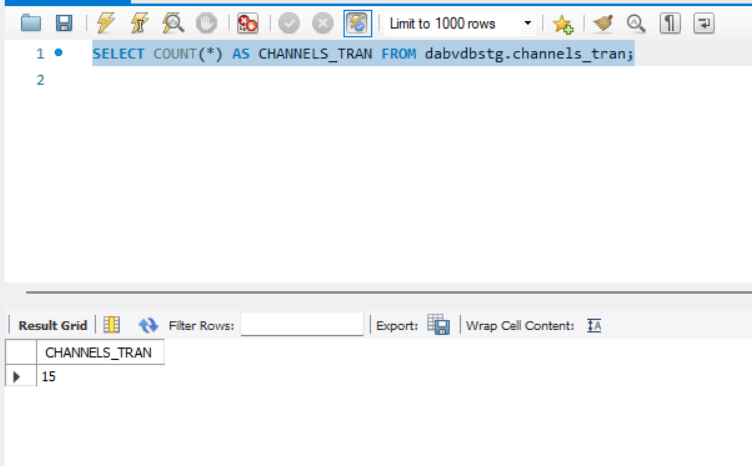 Limit to 1000 rows
1 SELECT COUNT(*) AS CHANNELS_TRAN FROM dabvdbstg.channels_tran;
2
Result Grid Filter Rows: Export: Wrap Cell Content:
CHANNELS_TRAN
15